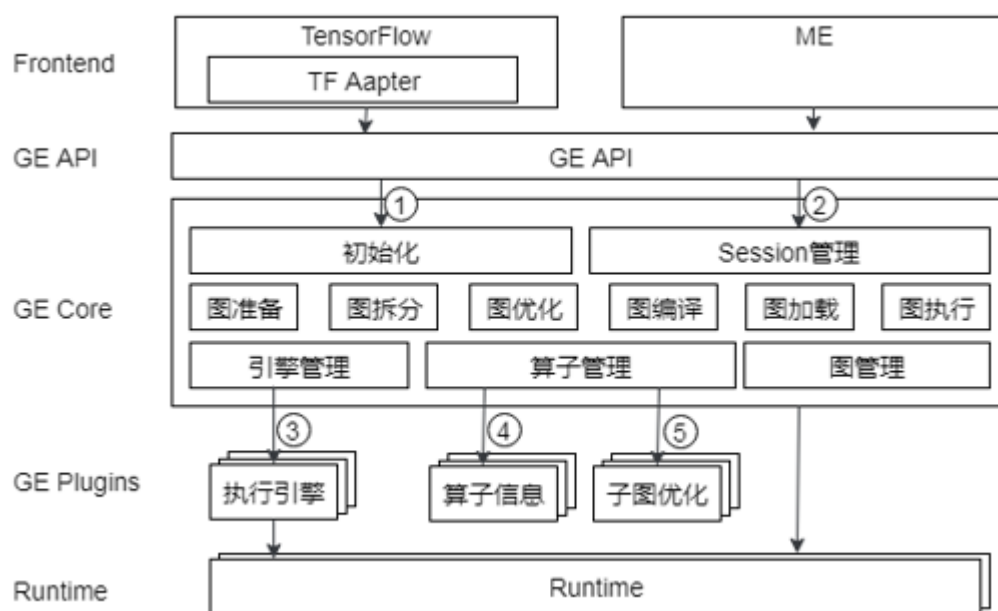 Frontend
TensorFlow
TF Aapter
ME
GE API
GE API
① ②
GE Core
初始化
Session管理
图准备
图拆分
图优化
图编译
图加载
图执行
引擎管理
算子管理
图管理
③ ④ ⑤
GE Plugins
执行引擎
算子信息
子图优化
Runtime
Runtime